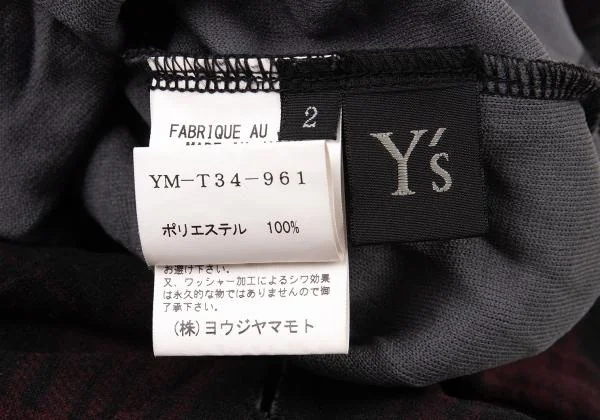 FABRIQUE AU
2
Y's
YM-T34-961
ポリエステル 100%
お避け下さい。
又、ワッシャー加工によるシワ効果
は永久的な物ではありませんので御
了承下さい。
(株)ヨウジヤマモト